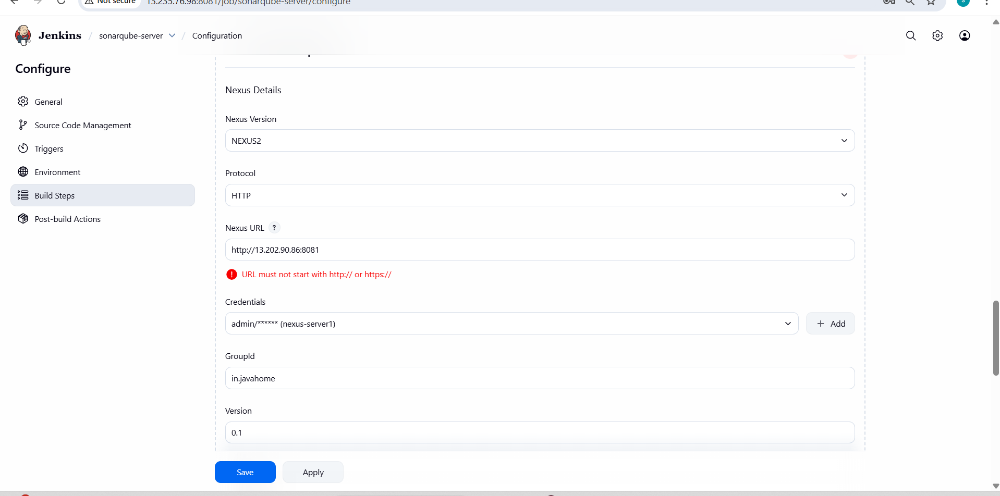 Not secure 13.235.76.98:8081/job/sonarqube-server/configure
Jenkins / sonarqube-server / Configuration
Configure
General
Source Code Management
Triggers
Environment
Build Steps
Post-build Actions
Nexus Details
Nexus Version
NEXUS2
Protocol
HTTP
Nexus URL ?
http://13.202.90.86:8081
URL must not start with http:// or https://
Credentials
admin/****** (nexus-server1)
+ Add
GroupId
in.javahome
Version
0.1
Save
Apply